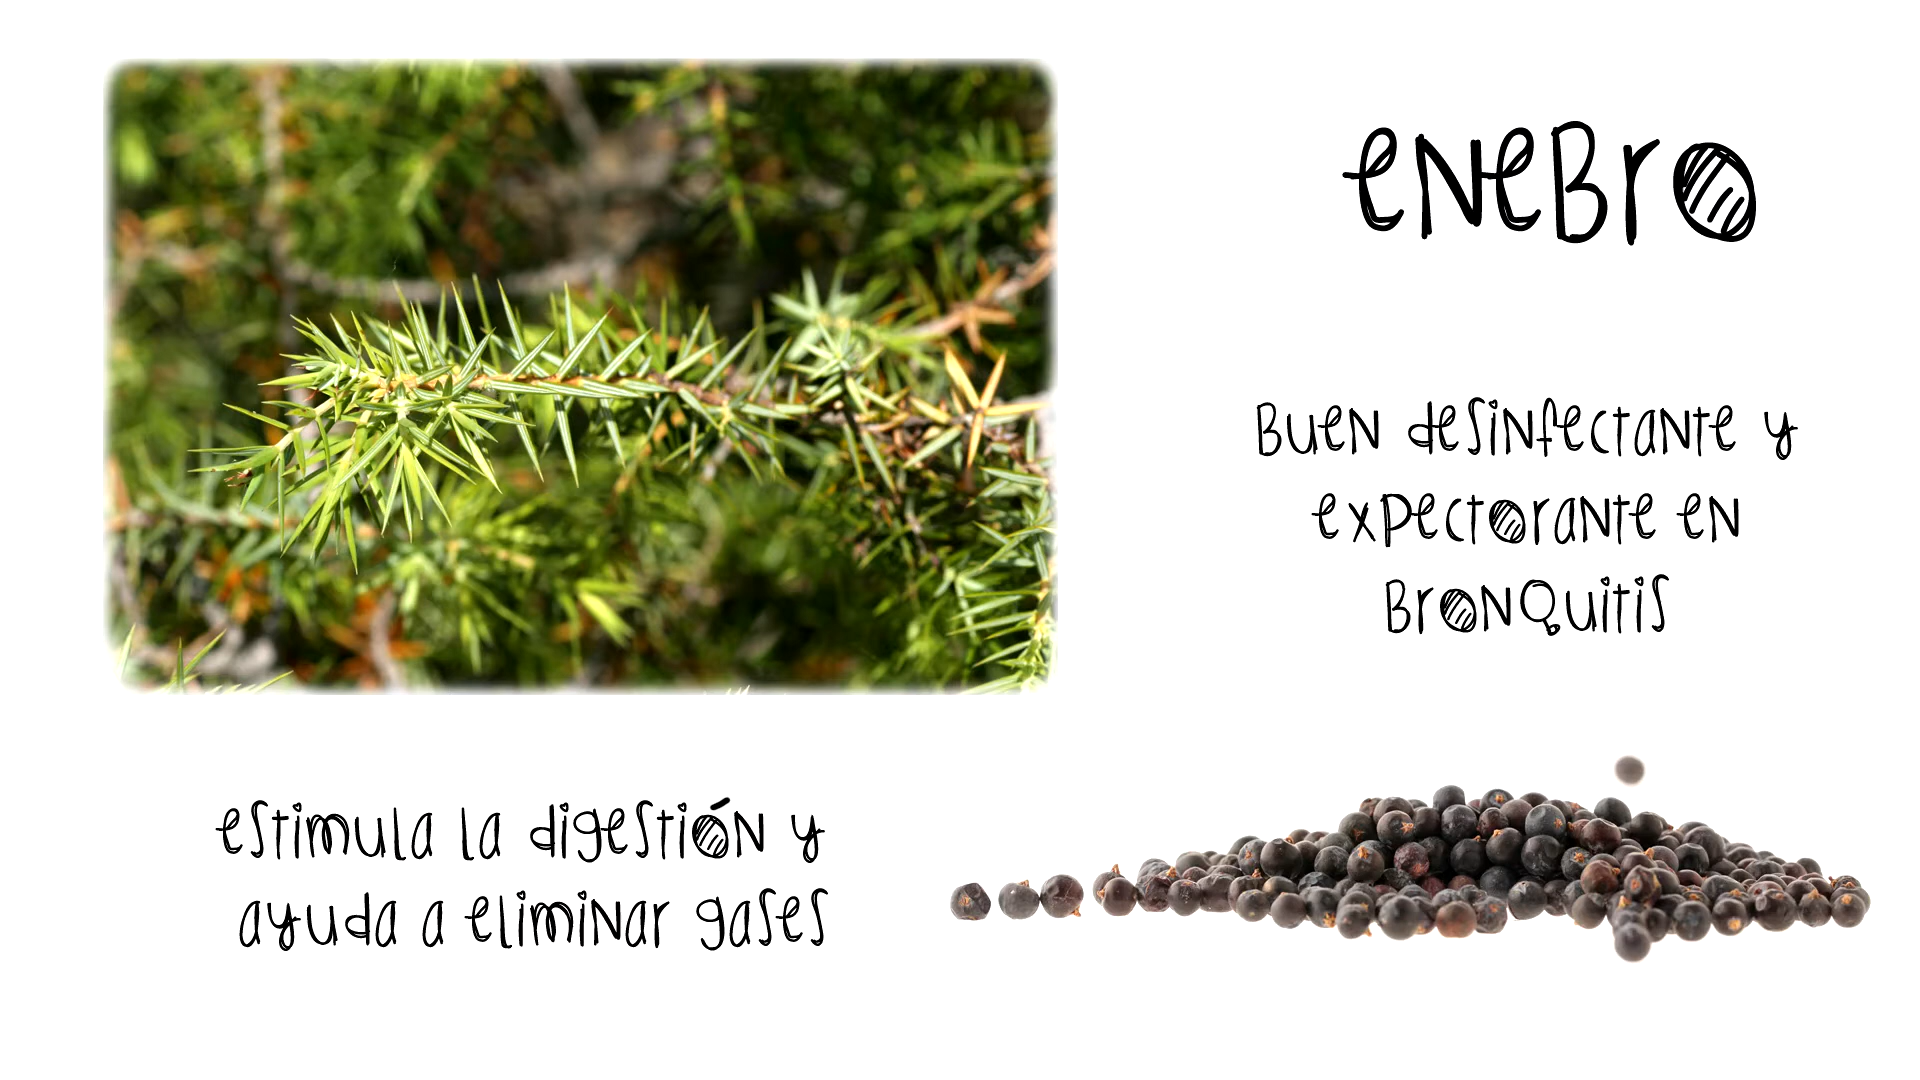 eNeBrO
Buen desinfectante y
expectorante en
BronQuitis
estimula la digestión y
ayuda a eliminar gases